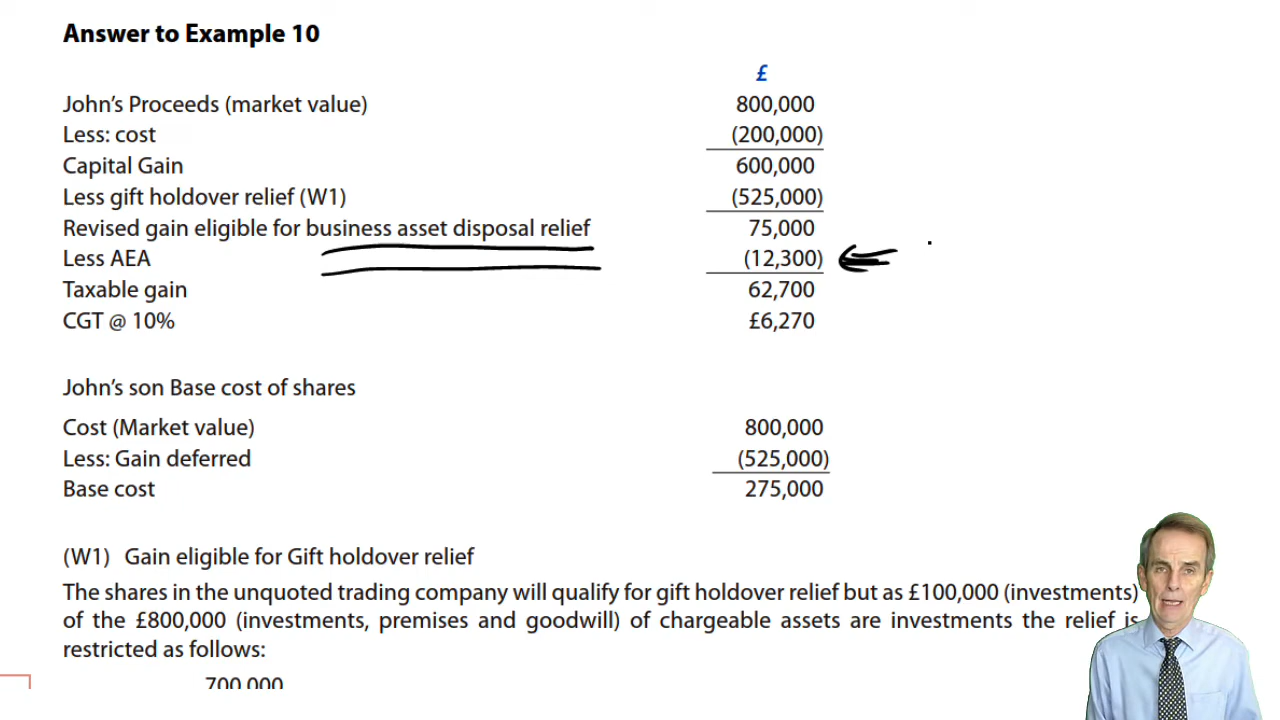 Answer to Example 10
£
John's Proceeds (market value) 800,000
Less: cost (200,000)
Capital Gain 600,000
Less gift holdover relief (W1) (525,000)
Revised gain eligible for business asset disposal relief 75,000
Less AEA (12,300)
Taxable gain 62,700
CGT @ 10% £6,270
John's son Base cost of shares
Cost (Market value) 800,000
Less: Gain deferred (525,000)
Base cost 275,000
(W1) Gain eligible for Gift holdover relief
The shares in the unquoted trading company will qualify for gift holdover relief but as £100,000 (investments)
of the £800,000 (investments, premises and goodwill) of chargeable assets are investments the relief is
restricted as follows:
700,000